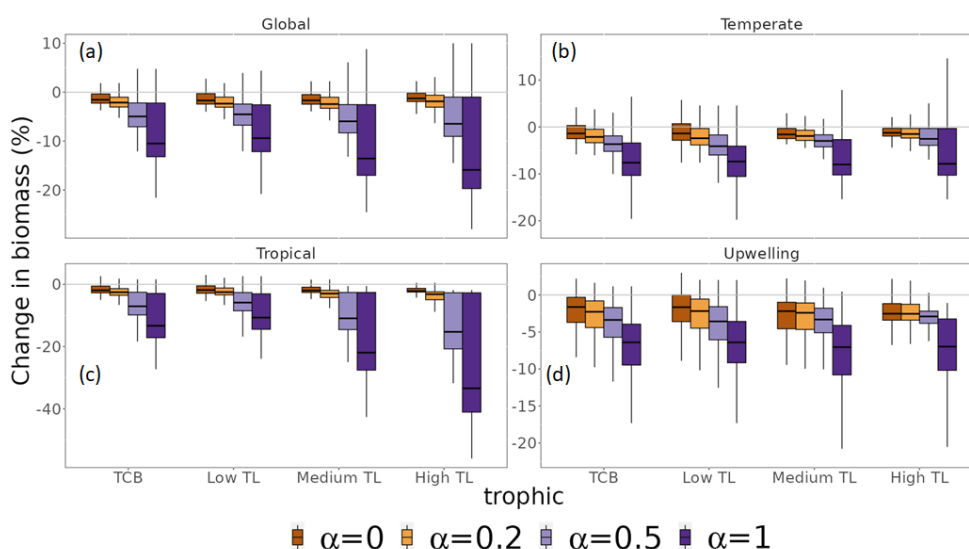 Global
Temperate
(a)
(b)
10
0
-10
-20
10
0
-10
-20
Change in biomass (%)
Tropical
Upwelling
(c)
(d)
0
-20
-40
0
-5
-10
-15
-20
TCB Low TL Medium TL High TL
TCB Low TL Medium TL High TL
trophic
α=0 α=0.2 α=0.5 α=1